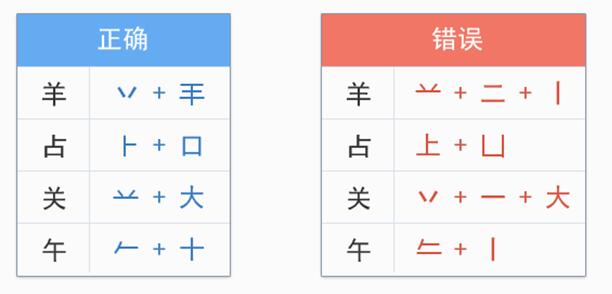 正确
羊 丷 + 𰀁
占 ⺊ + 口
关 䒑 + 大
午 𠂉 + 十
错误
羊 䒑 + 二 + 丨
占 上 + 凵
关 丷 + 一 + 大
午 𠂒 + 丨